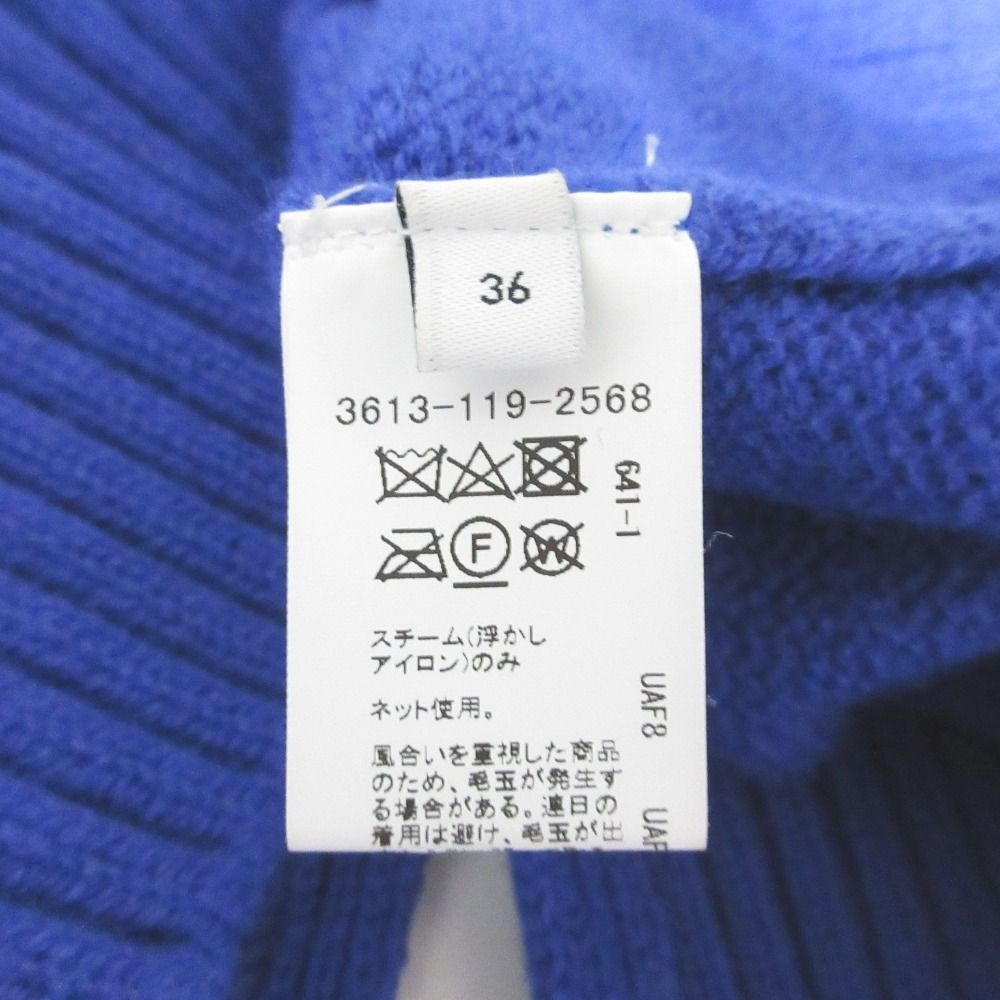 36
3613-119-2568
641-1
F
W
スチーム(浮かし
アイロン)のみ
ネット使用。
UAF8
風合いを重視した商品
のため、毛玉が発生す
る場合がある。連日の
着用は避け、毛玉が出